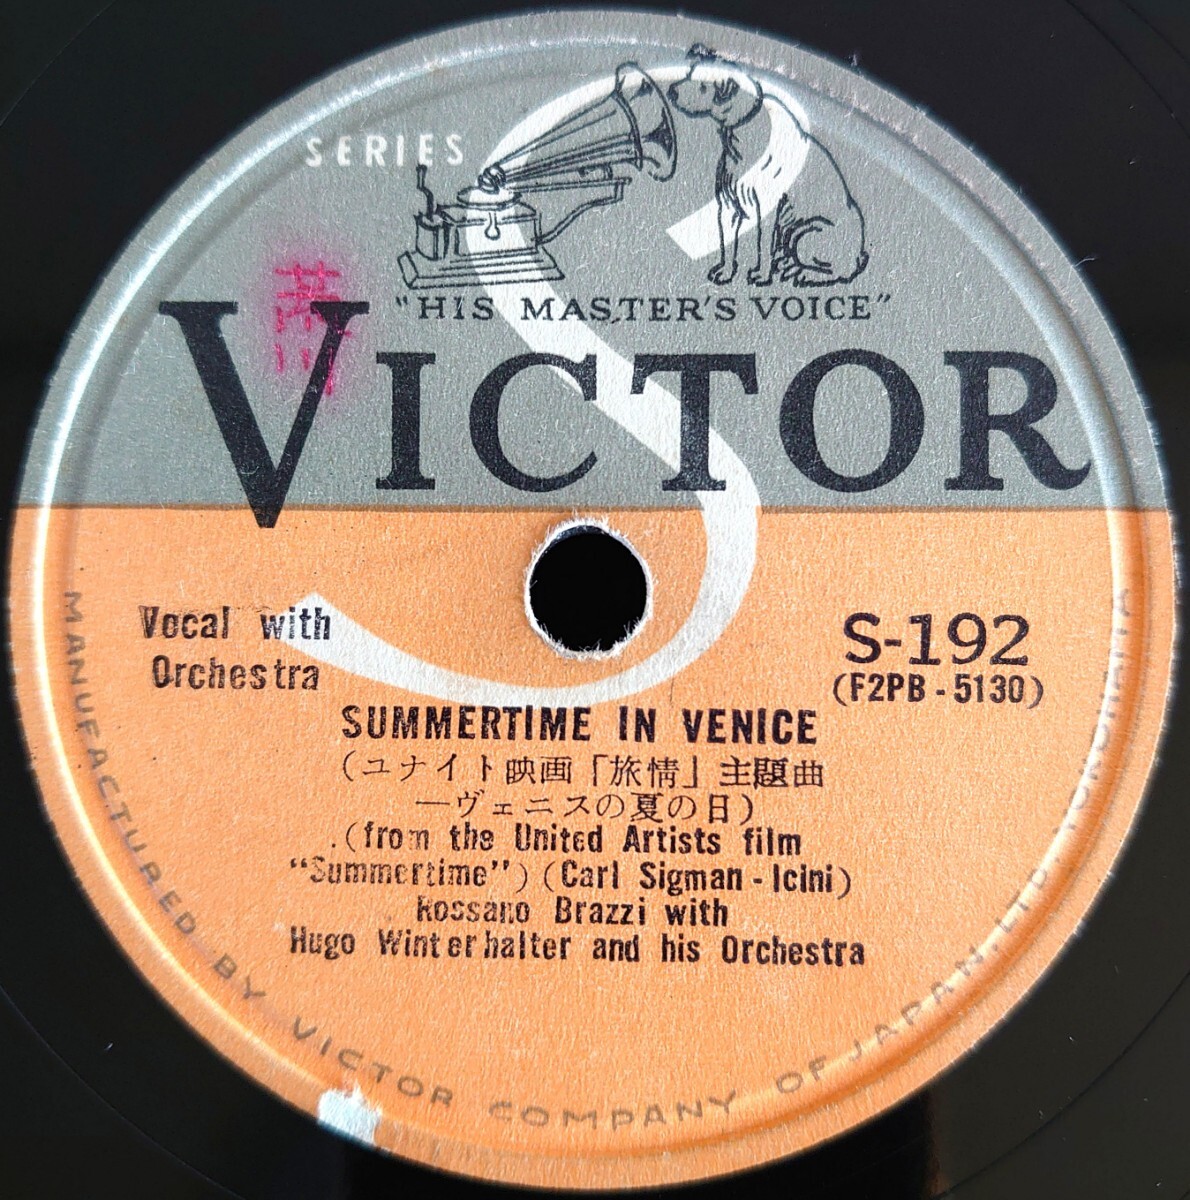 SERIES
"HIS MASTER'S VOICE"
VICTOR
Vocal with
Orchestra
S-192
(F2PB - 5130)
SUMMERTIME IN VENICE
(ユナイト映画「旅情」主題曲
—ヴェニスの夏の日)
(from the United Artists film
"Summertime") (Carl Sigman - Icini)
Rossano Brazzi with
Hugo Winterhalter and his Orchestra
MANUFACTURED BY VICTOR COMPANY OF JAPAN. LTD. YOKOHAMA